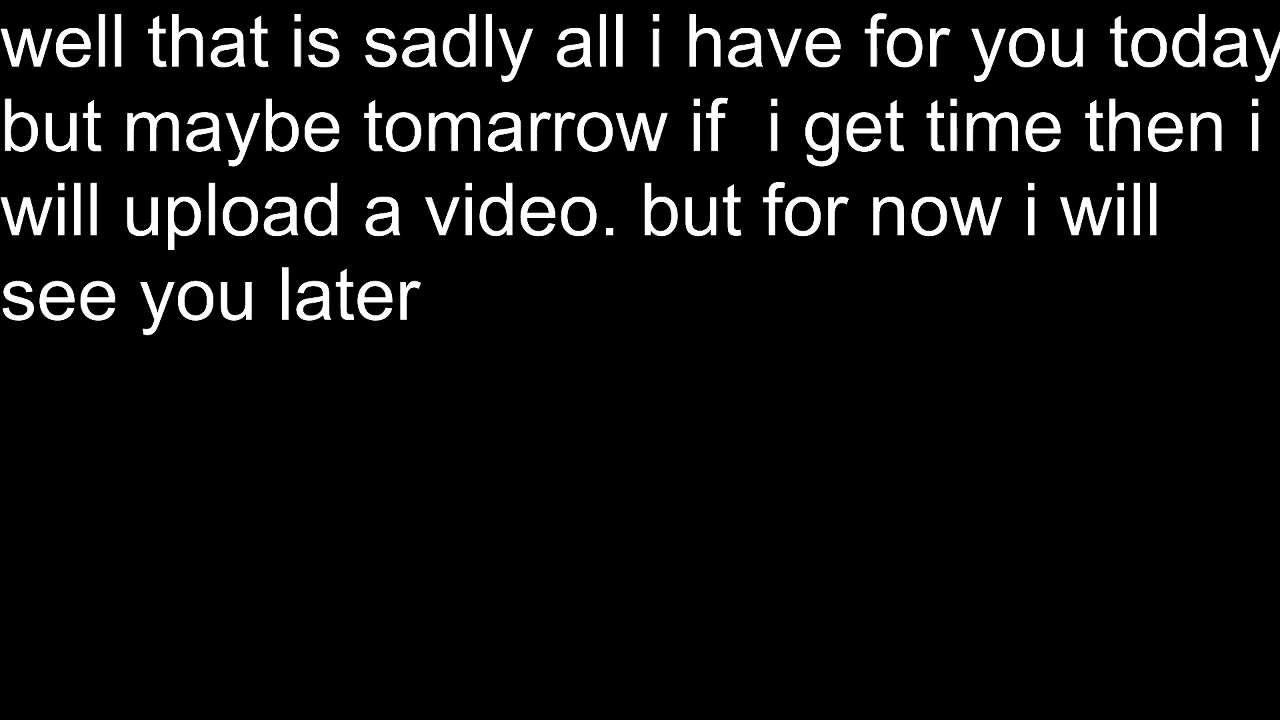 well that is sadly all i have for you today
but maybe tomarrow if  i get time then i
will upload a video. but for now i will
see you later